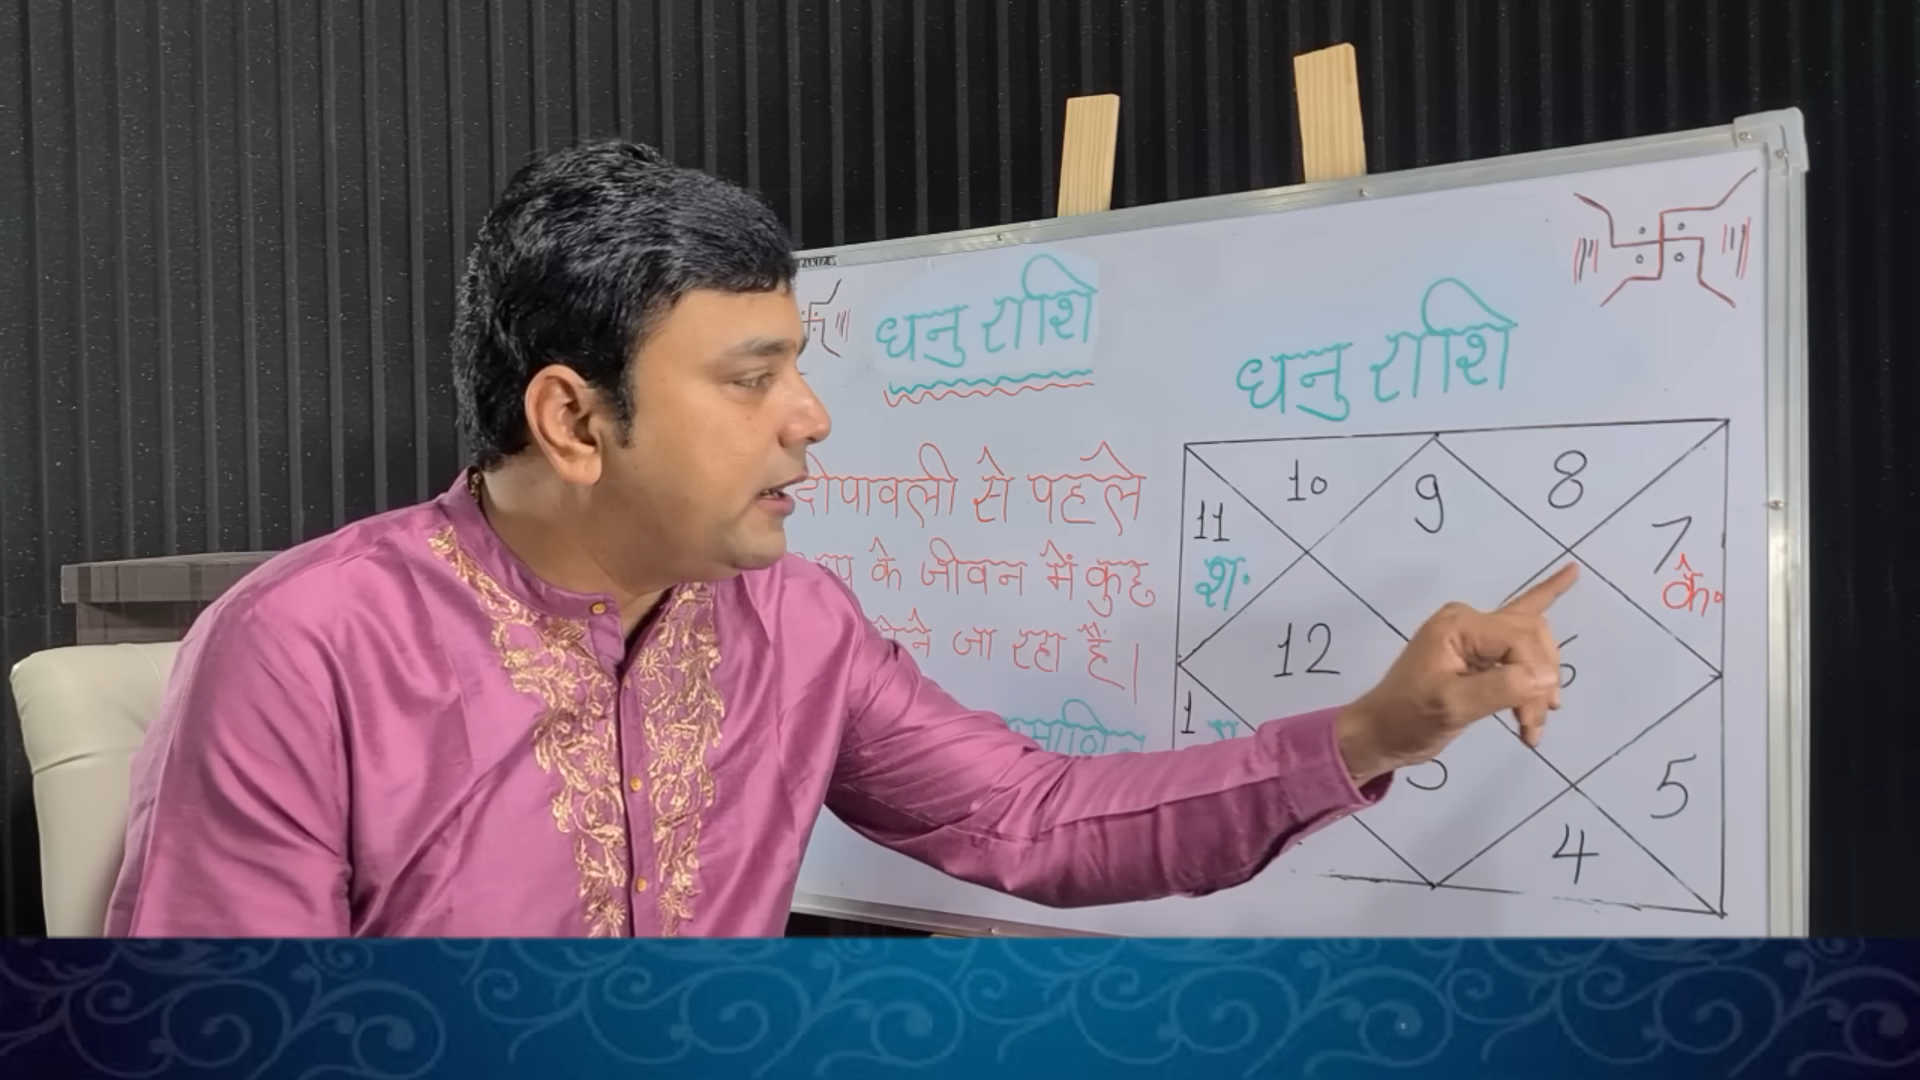 धनु राशि
धनु राशि
दीपावली से पहले
के जीवन में कुछ
जा रहा है।
10
9
8
11
7
श॰
के॰
12
1
5
4